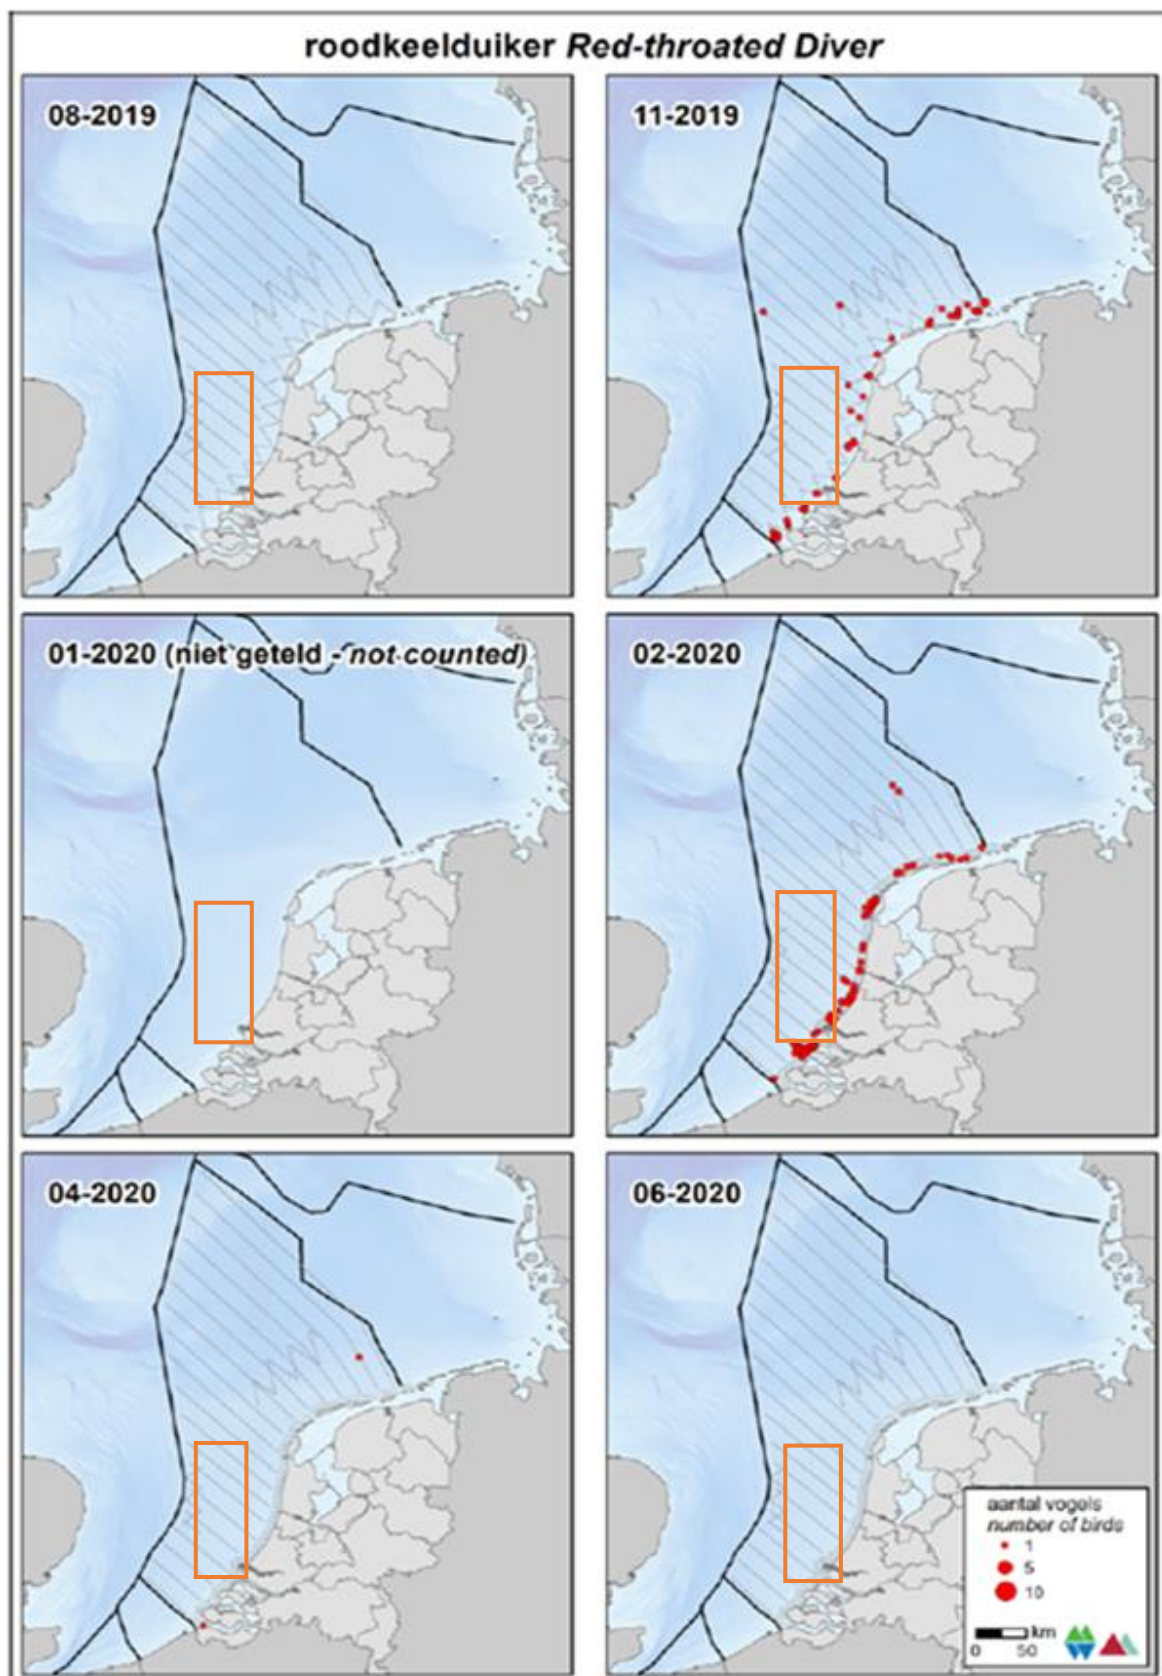 roodkeelduiker Red-throated Diver
08-2019
11-2019
01-2020 (niet geteld - not counted)
02-2020
04-2020
06-2020
aantal vogels
number of birds
1
5
10
km
0 50